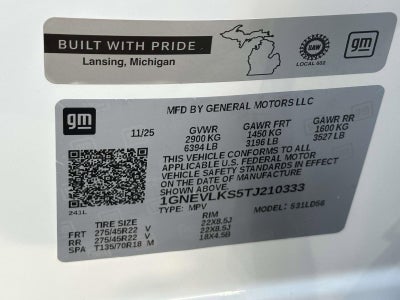 BUILT WITH PRIDE
Lansing, Michigan
UAW
LOCAL 602
gm
gm
MFD BY GENERAL MOTORS LLC
11/25 GVWR GAWR FRT GAWR RR
2900 KG 1450 KG 1600 KG
6394 LB 3196 LB 3527 LB
THIS VEHICLE CONFORMS TO ALL
APPLICABLE U.S. FEDERAL MOTOR
VEHICLE SAFETY STANDARDS IN EFFECT
ON THE DATE OF MANUFACTURE
SHOWN ABOVE.
1GNEVLKS5TJ210333
241L TYPE: MPV MODEL: 531LD56
TIRE SIZE RIM
FRT 275/45R22 V 22X8.5J
RR 275/45R22 V 22X8.5J
SPA T135/70R18 M 18X4.5B